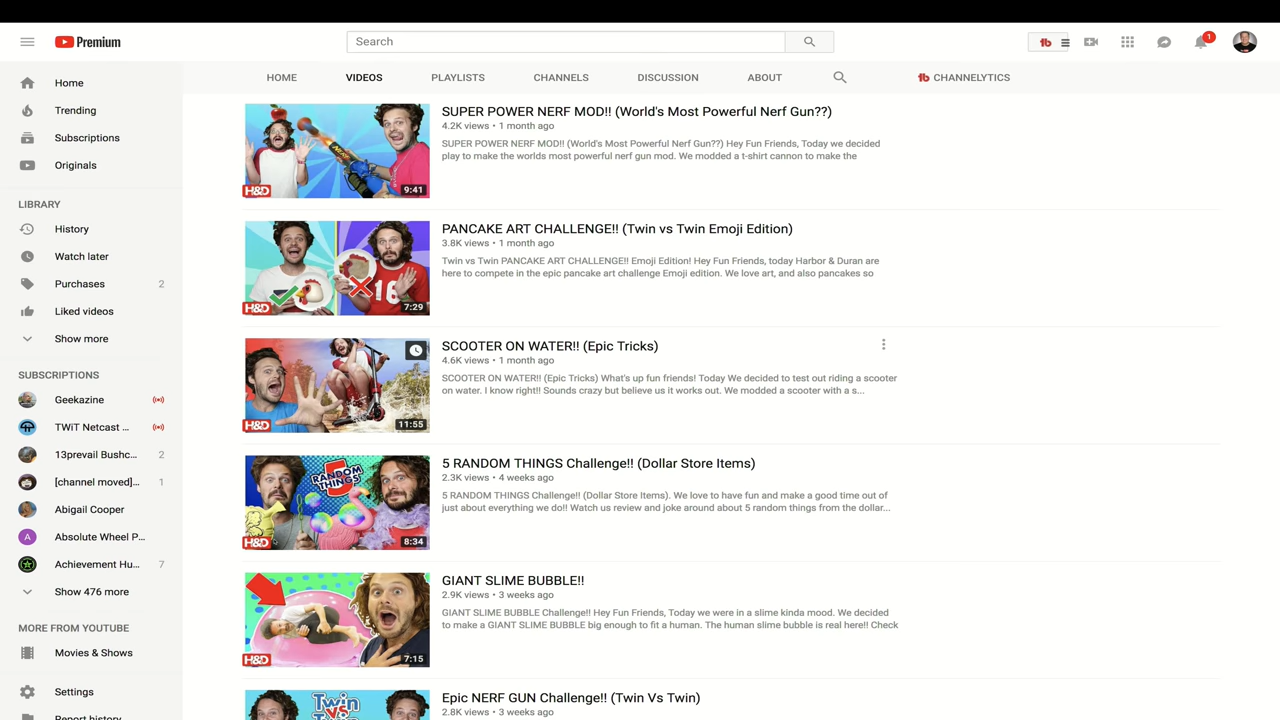 Premium
Search
1
HOME VIDEOS PLAYLISTS CHANNELS DISCUSSION ABOUT CHANNELYTICS
Home
Trending
Subscriptions
Originals
LIBRARY
History
Watch later
Purchases 2
Liked videos
Show more
SUBSCRIPTIONS
Geekazine
TWiT Netcast ...
13prevail Bushc... 2
[channel moved]... 1
Abigail Cooper
A Absolute Wheel P...
Achievement Hu... 7
Show 476 more
MORE FROM YOUTUBE
Movies & Shows
Settings
Report history
H&D
9:41
SUPER POWER NERF MOD!! (World's Most Powerful Nerf Gun??)
4.2K views • 1 month ago
SUPER POWER NERF MOD!! (World's Most Powerful Nerf Gun??) Hey Fun Friends, Today we decided
play to make the worlds most powerful nerf gun mod. We modded a t-shirt cannon to make the
16
H&D
7:29
PANCAKE ART CHALLENGE!! (Twin vs Twin Emoji Edition)
3.8K views • 1 month ago
Twin vs Twin PANCAKE ART CHALLENGE!! Emoji Edition! Hey Fun Friends, today Harbor & Duran are
here to compete in the epic pancake art challenge Emoji edition. We love art, and also pancakes so
H&D
11:55
SCOOTER ON WATER!! (Epic Tricks)
4.6K views • 1 month ago
SCOOTER ON WATER!! (Epic Tricks) What's up fun friends! Today We decided to test out riding a scooter
on water. I know right!! Sounds crazy but believe us it works out. We modded a scooter with a s...
5
RANDOM
THINGS
H&D
8:34
5 RANDOM THINGS Challenge!! (Dollar Store Items)
2.3K views • 4 weeks ago
5 RANDOM THINGS Challenge!! (Dollar Store Items). We love to have fun and make a good time out of
just about everything we do!! Watch us review and joke around about 5 random things from the dollar...
H&D
7:15
GIANT SLIME BUBBLE!!
2.9K views • 3 weeks ago
GIANT SLIME BUBBLE Challenge!! Hey Fun Friends, Today we were in a slime kinda mood. We decided
to make a GIANT SLIME BUBBLE big enough to fit a human. The human slime bubble is real here!! Check
Twin
VS
Epic NERF GUN Challenge!! (Twin Vs Twin)
2.8K views • 3 weeks ago